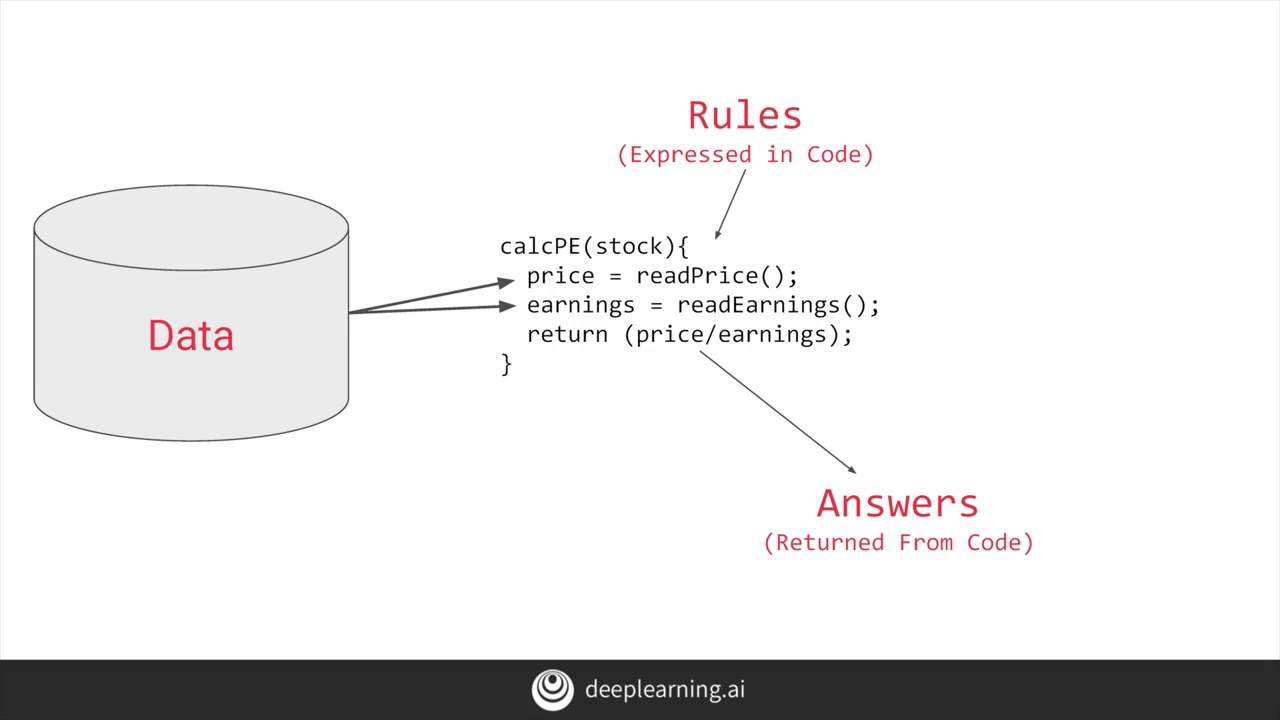 Rules
(Expressed in Code)
Data
calcPE(stock){
  price = readPrice();
  earnings = readEarnings();
  return (price/earnings);
}
Answers
(Returned From Code)
deeplearning.ai